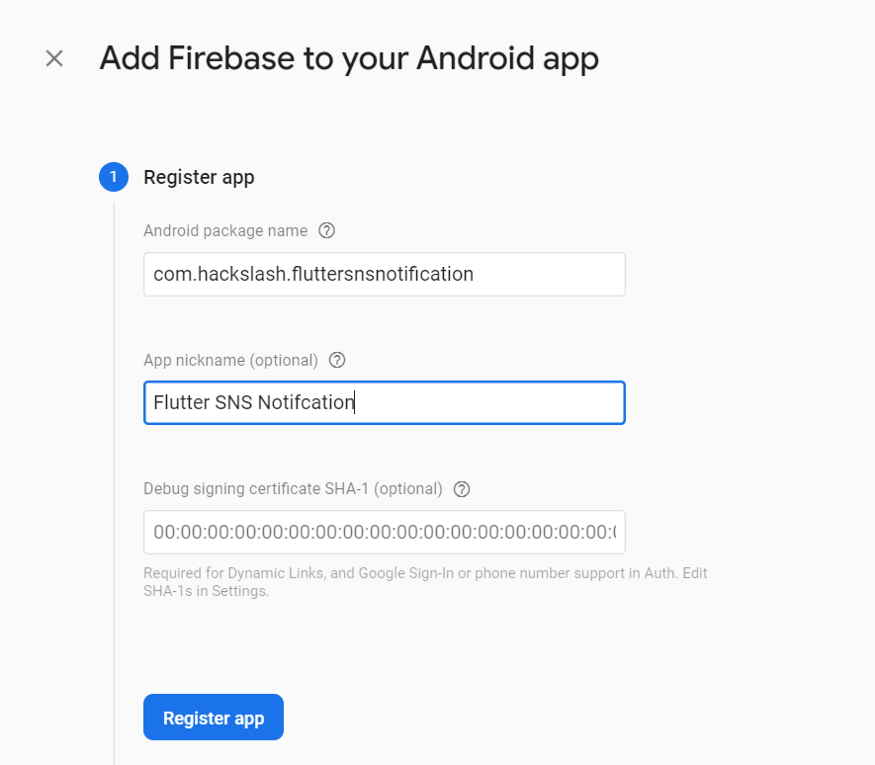 Add Firebase to your Android app
1 Register app
Android package name
com.hackslash.fluttersnsnotification
App nickname (optional)
Flutter SNS Notifcation
Debug signing certificate SHA-1 (optional)
00:00:00:00:00:00:00:00:00:00:00:00:00:00:00:00:00:
Required for Dynamic Links, and Google Sign-In or phone number support in Auth. Edit
SHA-1s in Settings.
Register app